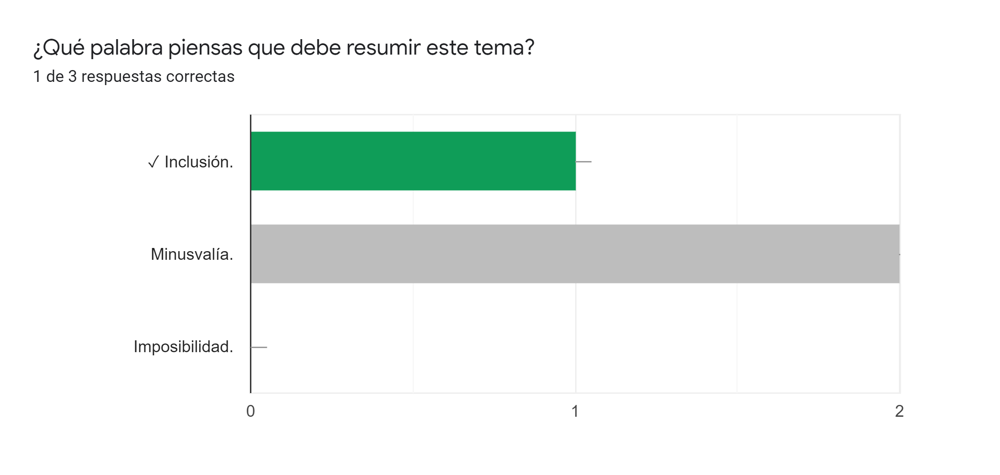 ¿Qué palabra piensas que debe resumir este tema?
1 de 3 respuestas correctas
✓ Inclusión.
Minusvalía.
Imposibilidad.
0 1 2